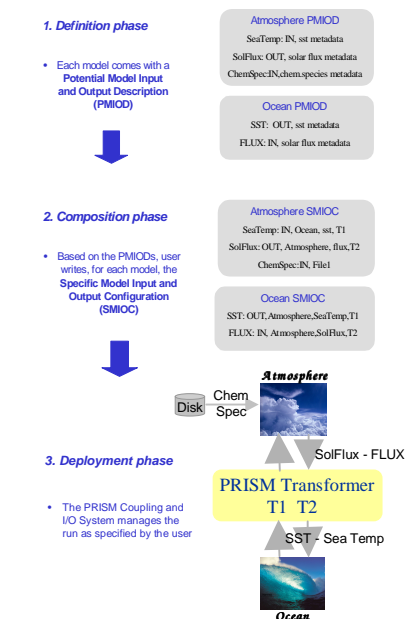 1. Definition phase
• Each model comes with a
Potential Model Input
and Output Description
(PMIOD)
Atmosphere PMIOD
SeaTemp: IN, sst metadata
SolFlux: OUT, solar flux metadata
ChemSpec:IN,chem.species metadata
Ocean PMIOD
SST: OUT, sst metadata
FLUX: IN, solar flux metadata
2. Composition phase
• Based on the PMIODs, user
writes, for each model, the
Specific Model Input and
Output Configuration
(SMIOC)
Atmosphere SMIOC
SeaTemp: IN, Ocean, sst, T1
SolFlux: OUT, Atmosphere, flux,T2
ChemSpec:IN, File1
Ocean SMIOC
SST: OUT,Atmosphere,SeaTemp,T1
FLUX: IN, Atmosphere,SolFlux,T2
3. Deployment phase
• The PRISM Coupling and
I/O System manages the
run as specified by the user
Atmosphere
Disk
Chem
Spec
SolFlux - FLUX
PRISM Transformer
T1 T2
SST - Sea Temp
Ocean